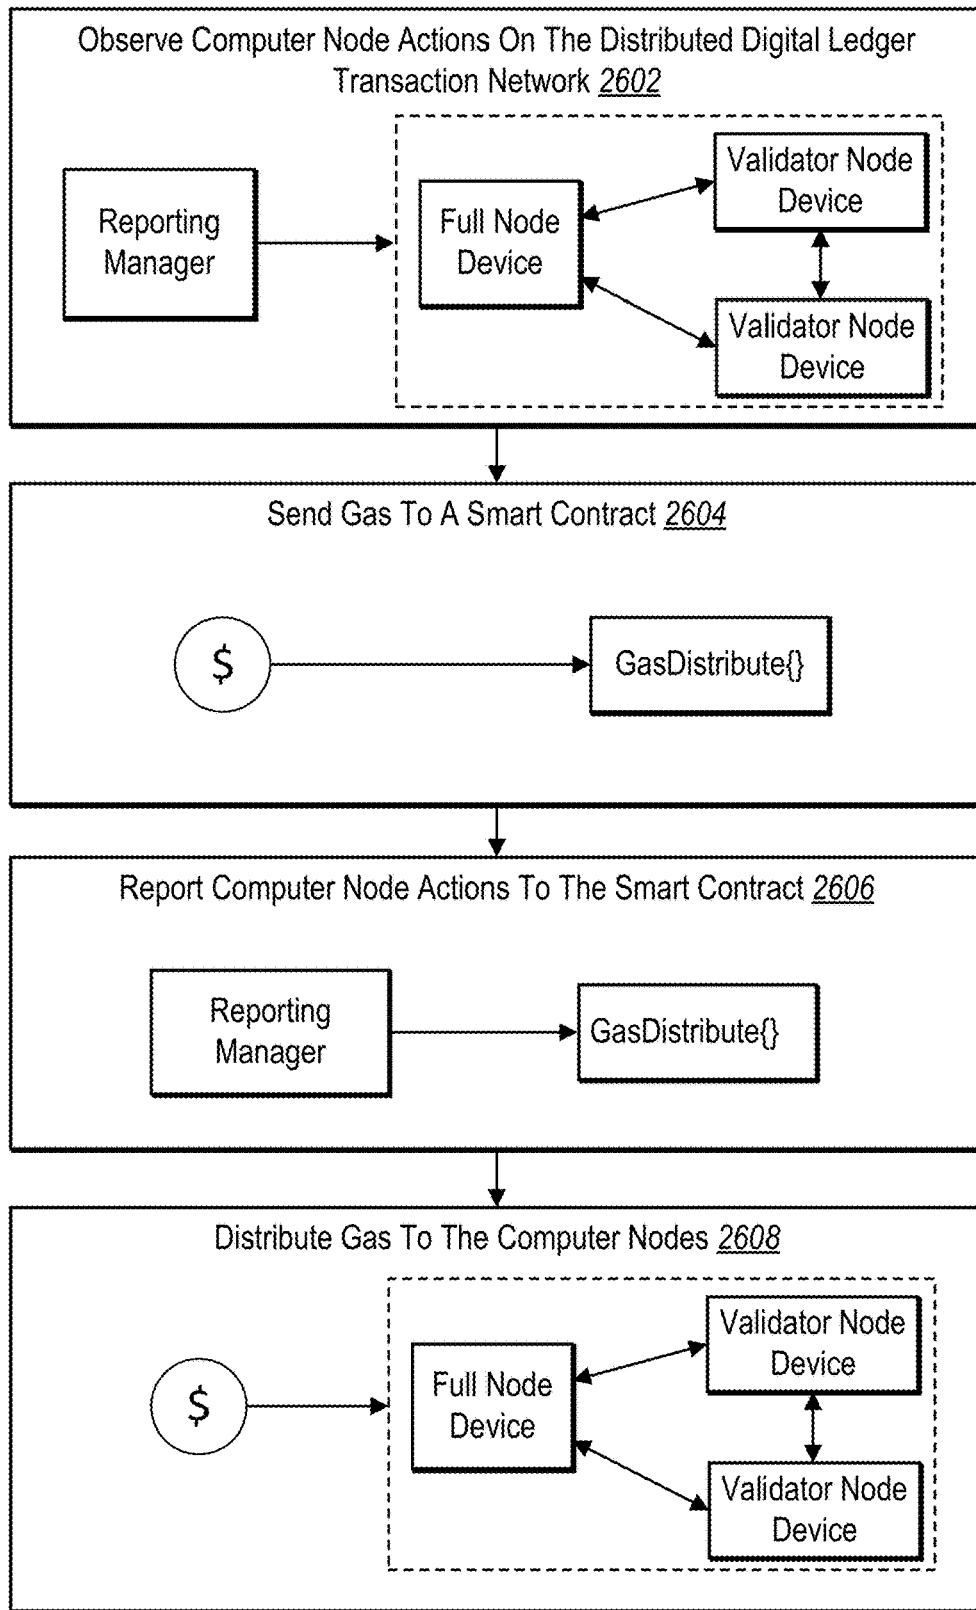 Observe Computer Node Actions On The Distributed Digital Ledger
Transaction Network 2602
Reporting
Manager
Full Node
Device
Validator Node
Device
Validator Node
Device
Send Gas To A Smart Contract 2604
$
GasDistribute{}
Report Computer Node Actions To The Smart Contract 2606
Reporting
Manager
GasDistribute{}
Distribute Gas To The Computer Nodes 2608
$
Full Node
Device
Validator Node
Device
Validator Node
Device